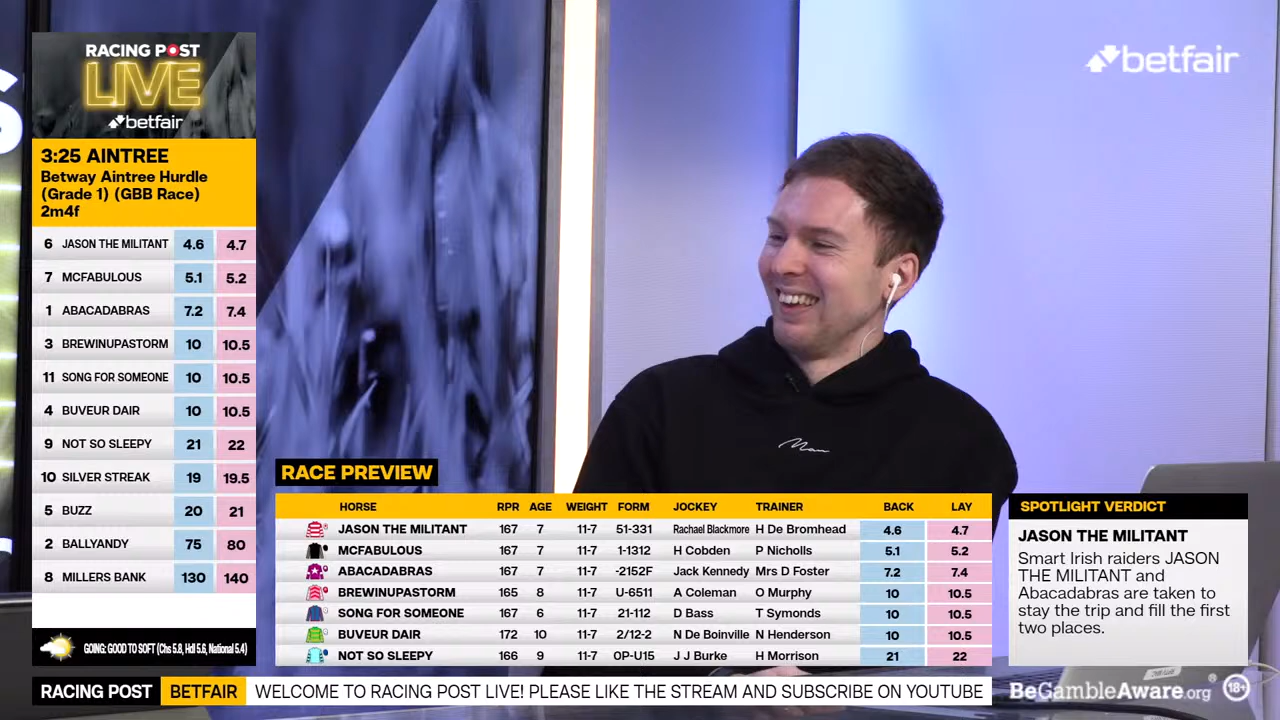 RACING POST
LIVE
betfair
3:25 AINTREE
Betway Aintree Hurdle
(Grade 1) (GBB Race)
2m4f
6 JASON THE MILITANT 4.6 4.7
7 MCFABULOUS 5.1 5.2
1 ABACADABRAS 7.2 7.4
3 BREWINUPASTORM 10 10.5
11 SONG FOR SOMEONE 10 10.5
4 BUVEUR DAIR 10 10.5
9 NOT SO SLEEPY 21 22
10 SILVER STREAK 19 19.5
5 BUZZ 20 21
2 BALLYANDY 75 80
8 MILLERS BANK 130 140
GOING: GOOD TO SOFT (Chs 5.8, Hdl 5.6, National 5.4)
betfair
S
Man
RACE PREVIEW
HORSE RPR AGE WEIGHT FORM JOCKEY TRAINER BACK LAY
JASON THE MILITANT 167 7 11-7 51-331 Rachael Blackmore H De Bromhead 4.6 4.7
MCFABULOUS 167 7 11-7 1-1312 H Cobden P Nicholls 5.1 5.2
ABACADABRAS 167 7 11-7 -2152F Jack Kennedy Mrs D Foster 7.2 7.4
BREWINUPASTORM 165 8 11-7 U-6511 A Coleman O Murphy 10 10.5
SONG FOR SOMEONE 167 6 11-7 21-112 D Bass T Symonds 10 10.5
BUVEUR DAIR 172 10 11-7 2/12-2 N De Boinville N Henderson 10 10.5
NOT SO SLEEPY 166 9 11-7 OP-U15 J J Burke H Morrison 21 22
SPOTLIGHT VERDICT
JASON THE MILITANT
Smart Irish raiders JASON
THE MILITANT and
Abacadabras are taken to
stay the trip and fill the first
two places.
RACING POST BETFAIR WELCOME TO RACING POST LIVE! PLEASE LIKE THE STREAM AND SUBSCRIBE ON YOUTUBE
BeGambleAware.org® 18+